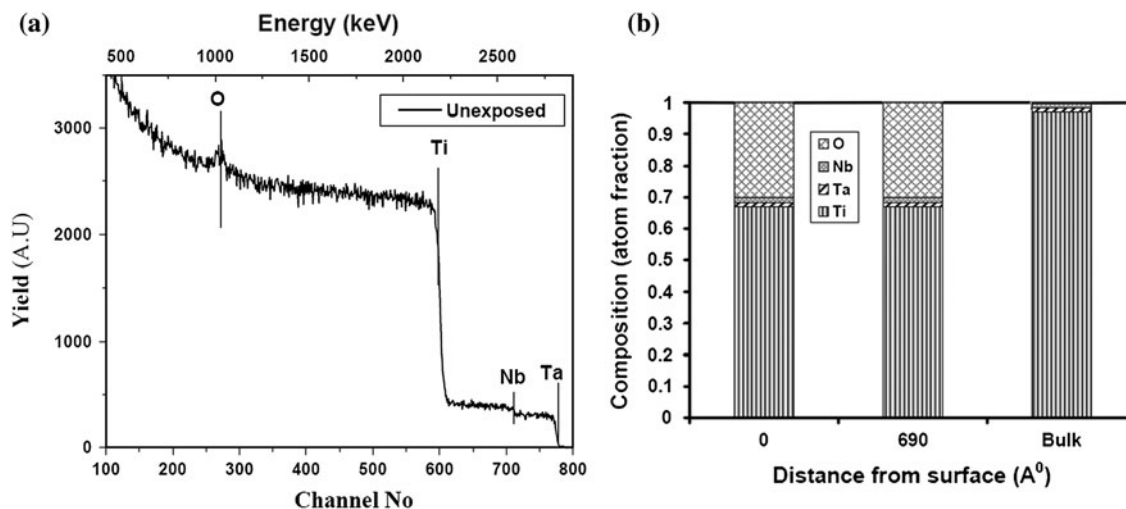 (a)
Energy (keV)
500 1000 1500 2000 2500
O
Unexposed
Ti
Nb
Ta
Yield (A.U)
3000
2000
1000
0
100 200 300 400 500 600 700 800
Channel No
(b)
Composition (atom fraction)
1
0.9
0.8
0.7
0.6
0.5
0.4
0.3
0.2
0.1
0
O
Nb
Ta
Ti
0 690 Bulk
Distance from surface (A⁰)